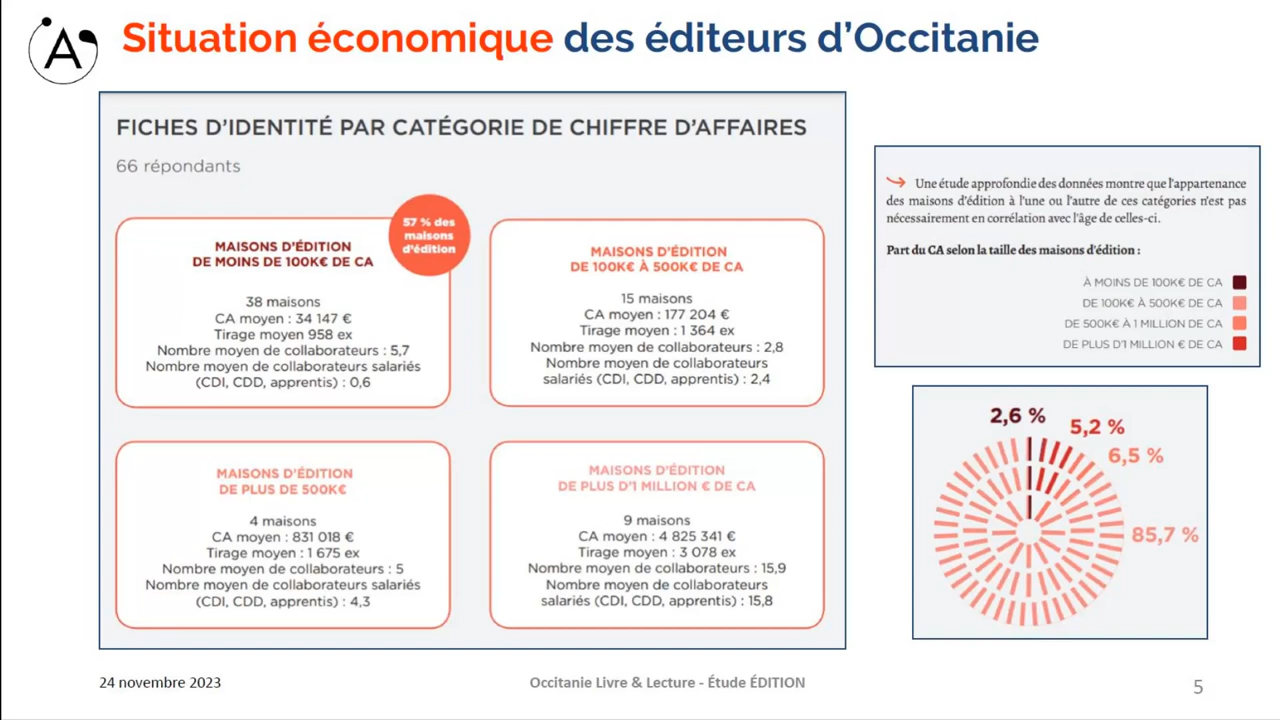 A
Situation économique des éditeurs d'Occitanie
FICHES D'IDENTITÉ PAR CATÉGORIE DE CHIFFRE D'AFFAIRES
66 répondants
57 % des
maisons
d'édition
MAISONS D'ÉDITION
DE MOINS DE 100K€ DE CA
38 maisons
CA moyen : 34 147 €
Tirage moyen 958 ex
Nombre moyen de collaborateurs : 5,7
Nombre moyen de collaborateurs salariés
(CDI, CDD, apprentis) : 0,6
MAISONS D'ÉDITION
DE 100K€ À 500K€ DE CA
15 maisons
CA moyen : 177 204 €
Tirage moyen : 1 364 ex
Nombre moyen de collaborateurs : 2,8
Nombre moyen de collaborateurs
salariés (CDI, CDD, apprentis) : 2,4
MAISONS D'ÉDITION
DE PLUS DE 500K€
4 maisons
CA moyen : 831 018 €
Tirage moyen : 1 675 ex
Nombre moyen de collaborateurs : 5
Nombre moyen de collaborateurs salariés
(CDI, CDD, apprentis) : 4,3
MAISONS D'ÉDITION
DE PLUS D'1 MILLION € DE CA
9 maisons
CA moyen : 4 825 341 €
Tirage moyen : 3 078 ex
Nombre moyen de collaborateurs : 15,9
Nombre moyen de collaborateurs
salariés (CDI, CDD, apprentis) : 15,8
Une étude approfondie des données montre que l'appartenance
des maisons d'édition à l'une ou l'autre de ces catégories n'est pas
nécessairement en corrélation avec l'âge de celles-ci.
Part du CA selon la taille des maisons d'édition :
À MOINS DE 100K€ DE CA
DE 100K€ À 500K€ DE CA
DE 500K€ À 1 MILLION DE CA
DE PLUS D'1 MILLION € DE CA
2,6 %
5,2 %
6,5 %
85,7 %
24 novembre 2023
Occitanie Livre & Lecture - Étude ÉDITION
5